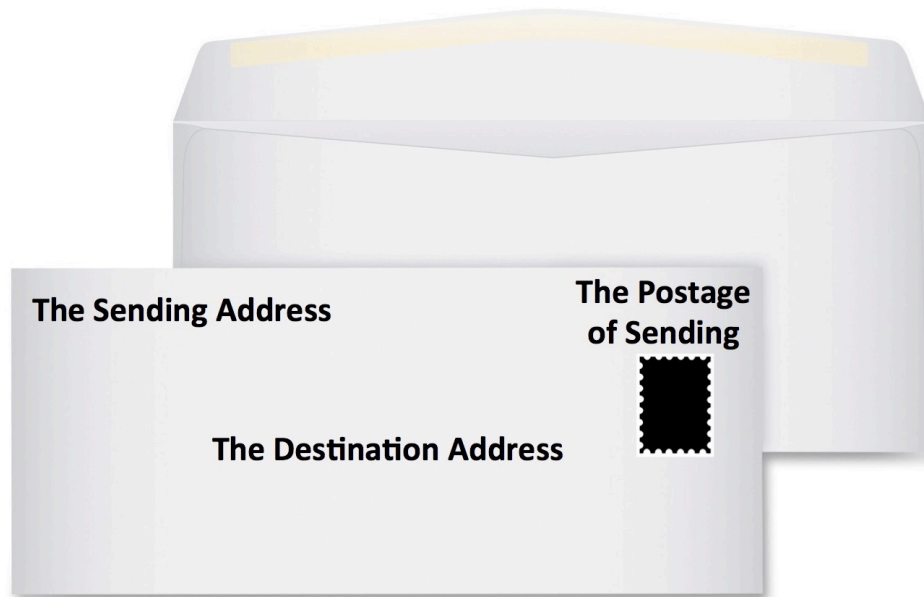 The Sending Address
The Postage
of Sending
The Destination Address